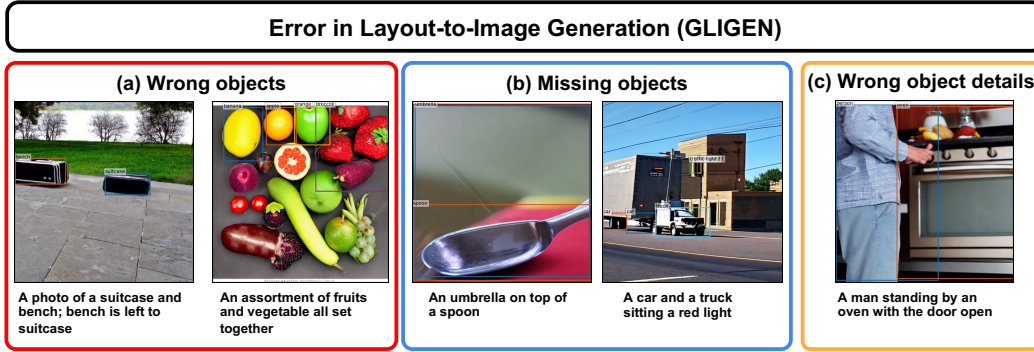 Error in Layout-to-Image Generation (GLIGEN)
(a) Wrong objects
(b) Missing objects
(c) Wrong object details
bench
suitcase
banana
apple
orange
broccoli
umbrella
spoon
traffic light
car
car
person
oven
A photo of a suitcase and
bench; bench is left to
suitcase
An assortment of fruits
and vegetable all set
together
An umbrella on top of
a spoon
A car and a truck
sitting a red light
A man standing by an
oven with the door open